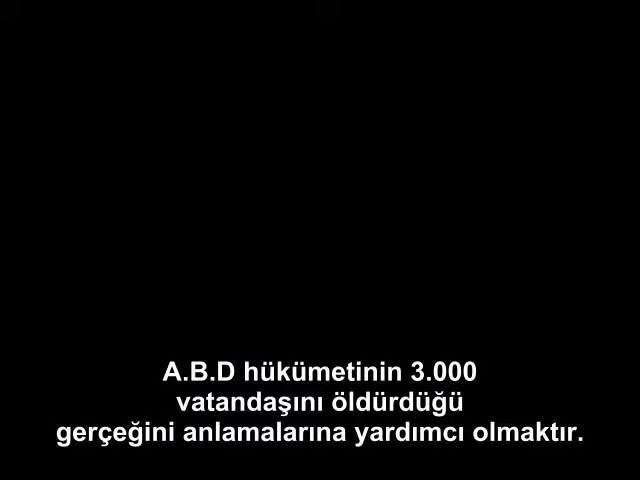 A.B.D hükümetinin 3.000
vatandaşını öldürdüğü
gerçeğini anlamalarına yardımcı olmaktır.